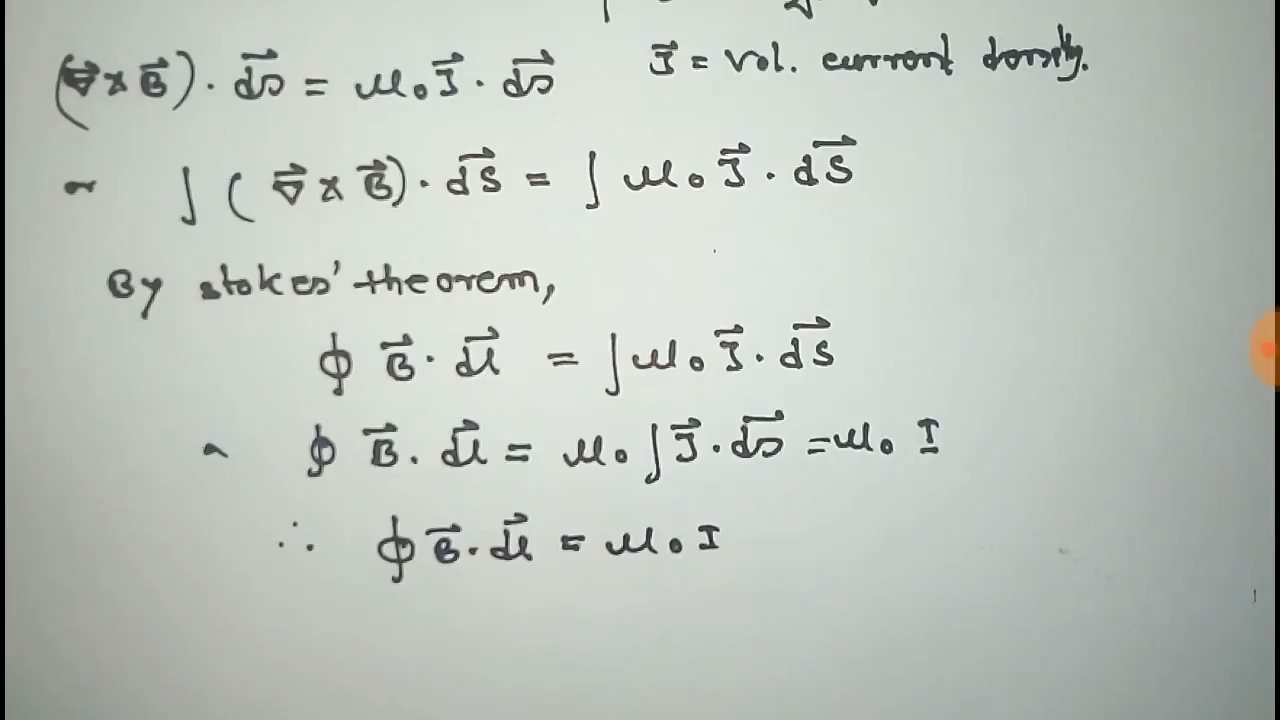 (∇⃗ × B⃗) · ds⃗ = μ₀ J⃗ · ds⃗ J⃗ = vol. current density.
or ∫ (∇⃗ × B⃗) · dS⃗ = ∫ μ₀ J⃗ · dS⃗
By stokes' theorem,
∮ B⃗ · dl⃗ = ∫ μ₀ J⃗ · dS⃗
∮ B⃗ · dl⃗ = μ₀ ∫ J⃗ · ds⃗ = μ₀ I
∴ ∮ B⃗ · dl⃗ = μ₀ I